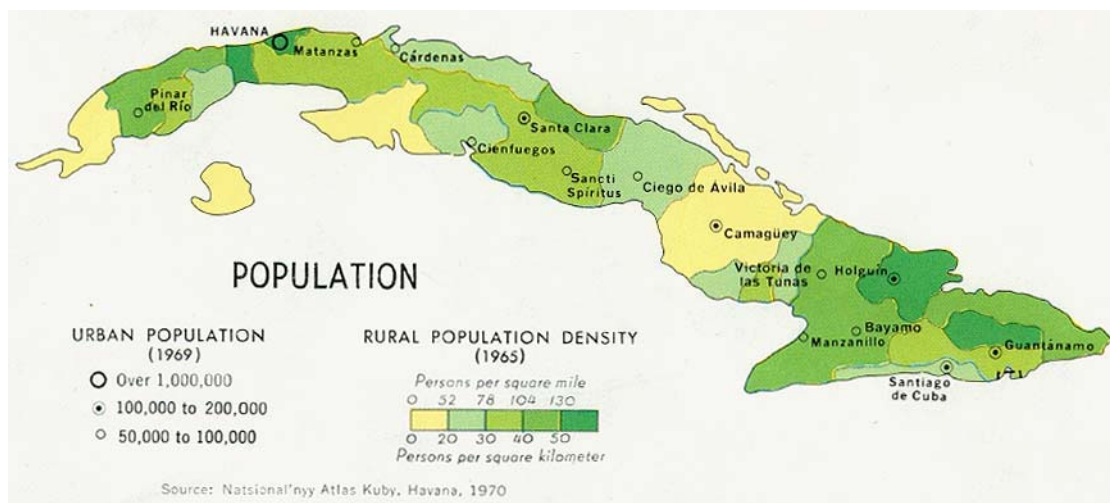 HAVANA
Matanzas
Cárdenas
Pinar
del Río
Santa Clara
Cienfuegos
Sancti
Spíritus
Ciego de Ávila
Camagüey
Victoria de
las Tunas
Holguín
Bayamo
Manzanillo
Guantánamo
Santiago
de Cuba
POPULATION
URBAN POPULATION
(1969)
Over 1,000,000
100,000 to 200,000
50,000 to 100,000
RURAL POPULATION DENSITY
(1965)
Persons per square mile
0 52 78 104 130
0 20 30 40 50
Persons per square kilometer
Source: Natsional'nyy Atlas Kuby, Havana, 1970